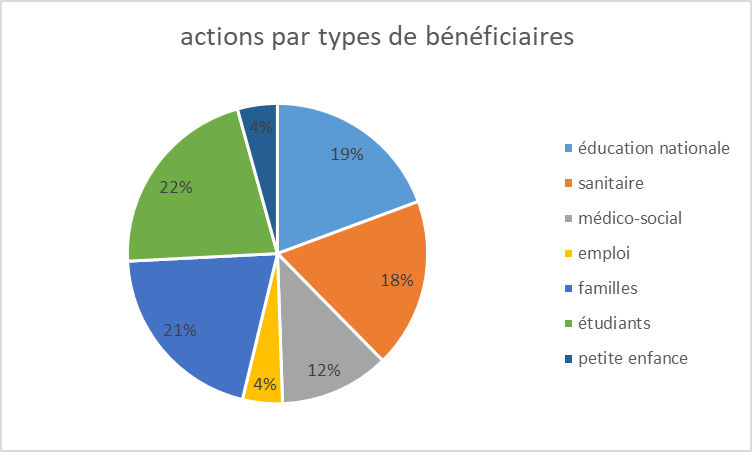 actions par types de bénéficiaires
4%
19%
22%
18%
21%
12%
4%
éducation nationale
sanitaire
médico-social
emploi
familles
étudiants
petite enfance